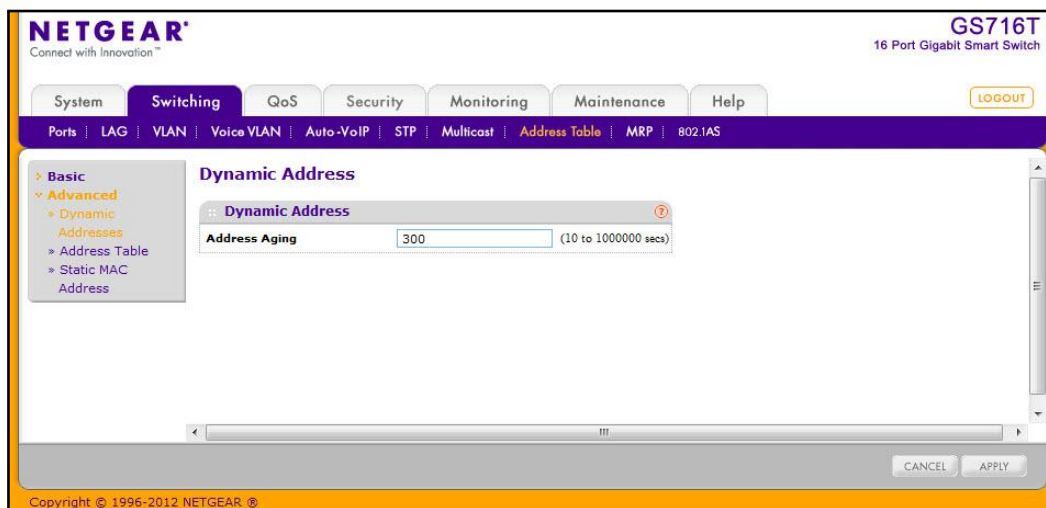 NETGEAR®
GS716T
Connect with Innovation™
16 Port Gigabit Smart Switch
System Switching QoS Security Monitoring Maintenance Help LOGOUT
Ports LAG VLAN Voice VLAN Auto-VoIP STP Multicast Address Table MRP 802.1AS
Basic
Advanced
Dynamic
Addresses
Address Table
Static MAC
Address
Dynamic Address
Dynamic Address ?
Address Aging 300 (10 to 1000000 secs)
CANCEL APPLY
Copyright © 1996-2012 NETGEAR ®